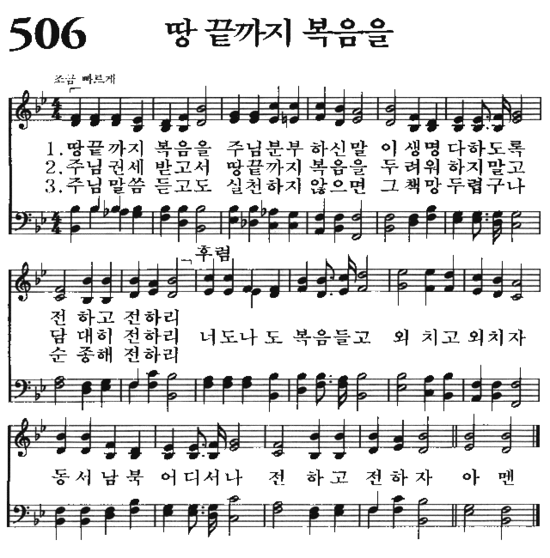 506 땅 끝까지 복음을
조금 빠르게
1. 땅끝까지 복음을 주님분부하신말 이생명다하도록
2. 주님권세 받고서 땅끝까지 복음을 두려워하지말고
3. 주님말씀 듣고도 실천하지않으면 그책망두렵구나
후렴
전하고 전하리
담대히 전하리 너도나도 복음들고 외치고외치자
순종해 전하리
동서남북 어디서나 전하고 전하자 아멘